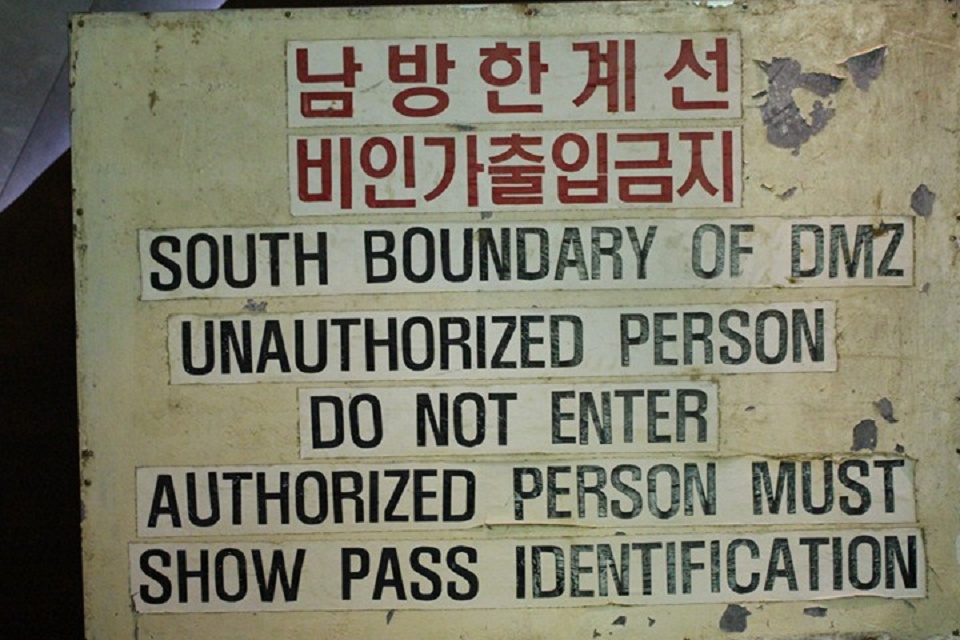 남방한계선
비인가출입금지
SOUTH BOUNDARY OF DMZ
UNAUTHORIZED PERSON
DO NOT ENTER
AUTHORIZED PERSON MUST
SHOW PASS IDENTIFICATION